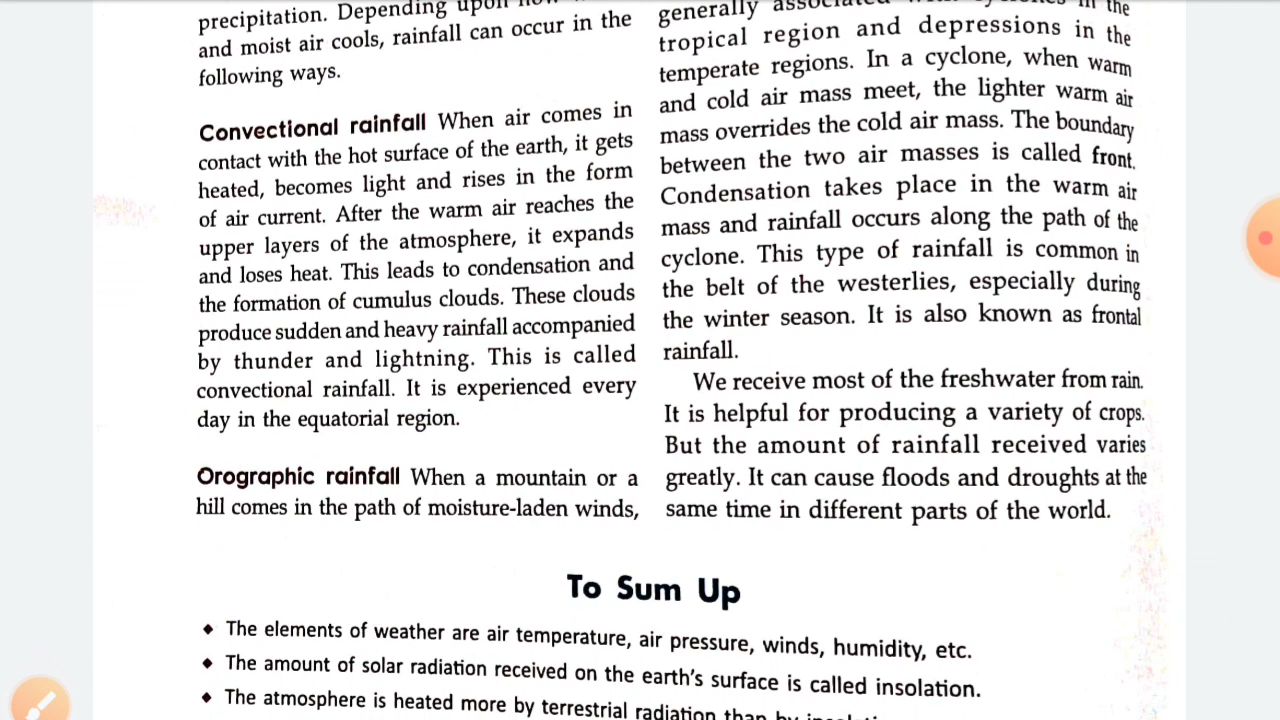 precipitation. Depending upon how
and moist air cools, rainfall can occur in the
following ways.
Convectional rainfall When air comes in
contact with the hot surface of the earth, it gets
heated, becomes light and rises in the form
of air current. After the warm air reaches the
upper layers of the atmosphere, it expands
and loses heat. This leads to condensation and
the formation of cumulus clouds. These clouds
produce sudden and heavy rainfall accompanied
by thunder and lightning. This is called
convectional rainfall. It is experienced every
day in the equatorial region.
Orographic rainfall When a mountain or a
hill comes in the path of moisture-laden winds,
generally associated in the
tropical region and depressions in the
temperate regions. In a cyclone, when warm
and cold air mass meet, the lighter warm air
mass overrides the cold air mass. The boundary
between the two air masses is called front.
Condensation takes place in the warm air
mass and rainfall occurs along the path of the
cyclone. This type of rainfall is common in
the belt of the westerlies, especially during
the winter season. It is also known as frontal
rainfall.
We receive most of the freshwater from rain.
It is helpful for producing a variety of crops.
But the amount of rainfall received varies
greatly. It can cause floods and droughts at the
same time in different parts of the world.
To Sum Up
◆ The elements of weather are air temperature, air pressure, winds, humidity, etc.
◆ The amount of solar radiation received on the earth's surface is called insolation.
◆ The atmosphere is heated more by terrestrial radiation than by